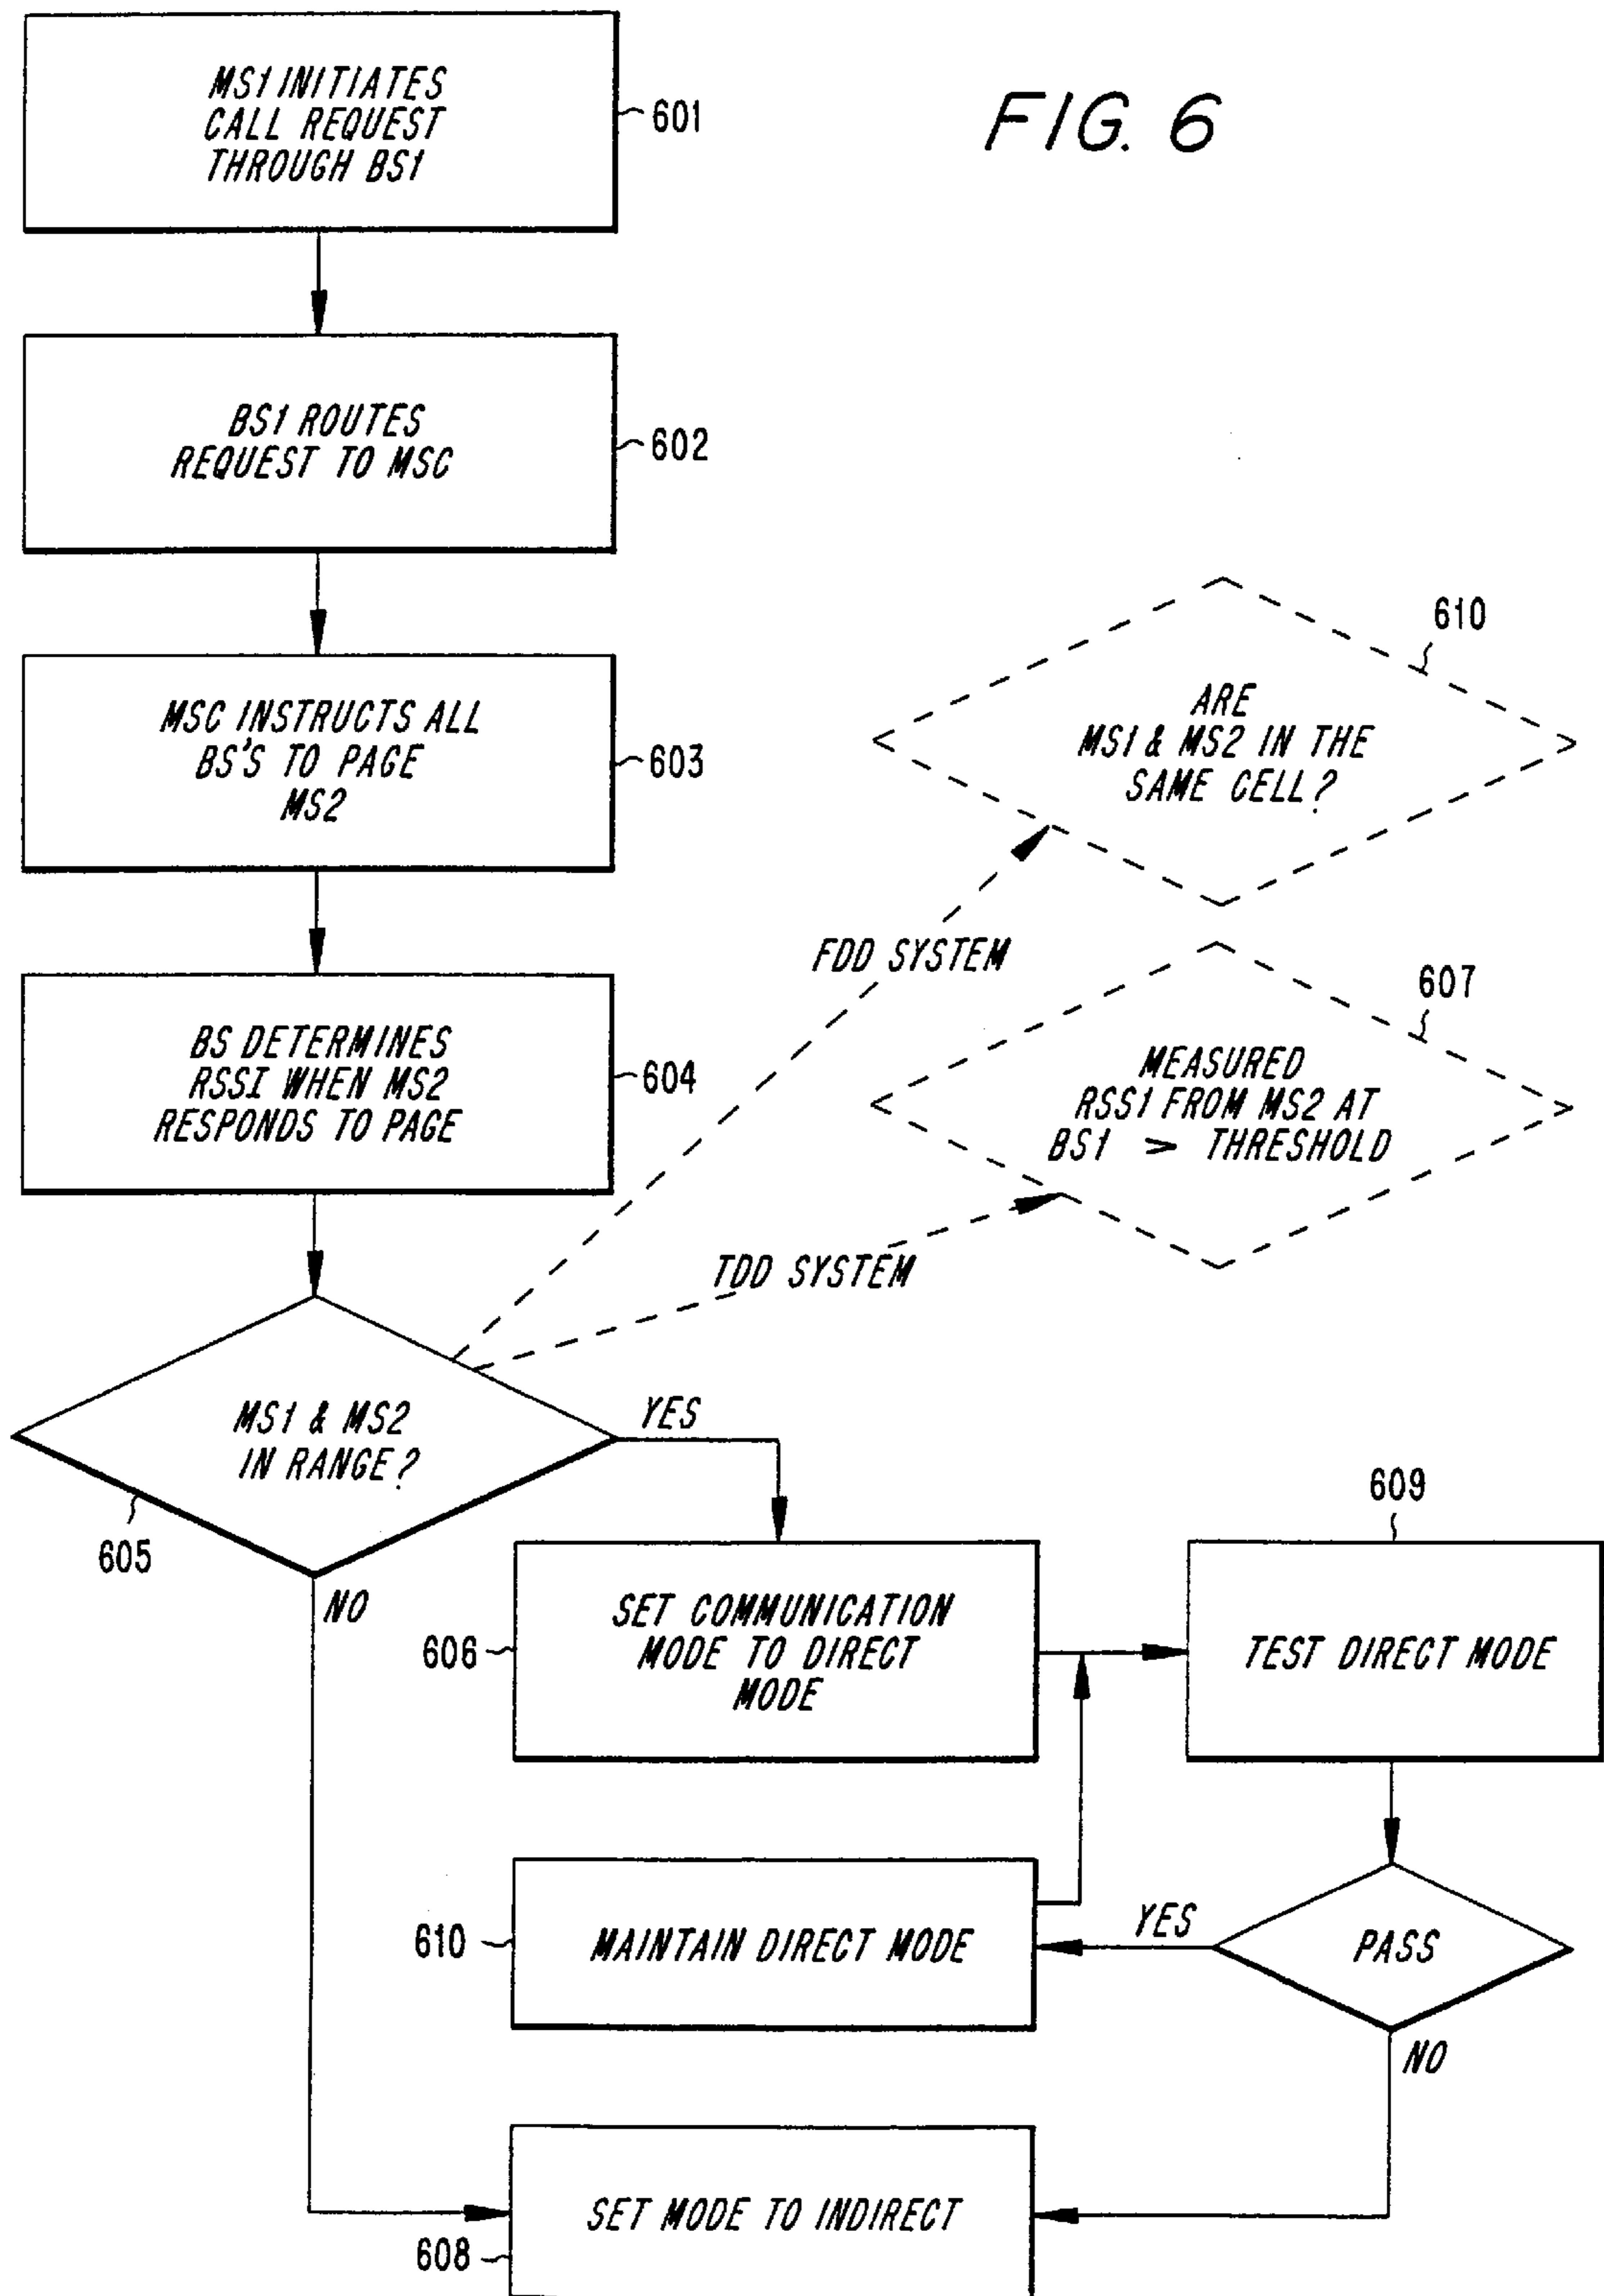 FIG. 6
MS1 INITIATES
CALL REQUEST
THROUGH BS1
601
BS1 ROUTES
REQUEST TO MSC
602
MSC INSTRUCTS ALL
BS'S TO PAGE
MS2
603
BS DETERMINES
RSSI WHEN MS2
RESPONDS TO PAGE
604
610
ARE
MS1 & MS2 IN THE
SAME CELL?
FDD SYSTEM
607
MEASURED
RSS1 FROM MS2 AT
BS1 > THRESHOLD
TDD SYSTEM
MS1 & MS2
IN RANGE?
605
YES
NO
606
SET COMMUNICATION
MODE TO DIRECT
MODE
609
TEST DIRECT MODE
610
MAINTAIN DIRECT MODE
YES
PASS
NO
SET MODE TO INDIRECT
608